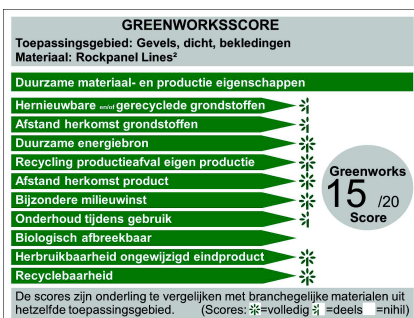 GREENWORKSSCORE
Toepassingsgebied: Gevels, dicht, bekledingen
Materiaal: Rockpanel Lines²
Duurzame materiaal- en productie eigenschappen
Hernieuwbare en/of gerecyclede grondstoffen
Afstand herkomst grondstoffen
Duurzame energiebron
Recycling productieafval eigen productie
Afstand herkomst product
Bijzondere milieuwinst
Onderhoud tijdens gebruik
Biologisch afbreekbaar
Herbruikbaarheid ongewijzigd eindproduct
Recyclebaarheid
Greenworks
15 /20
Score
De scores zijn onderling te vergelijken met branchegelijke materialen uit
hetzelfde toepassingsgebied. (Scores: =volledig =deels =nihil)